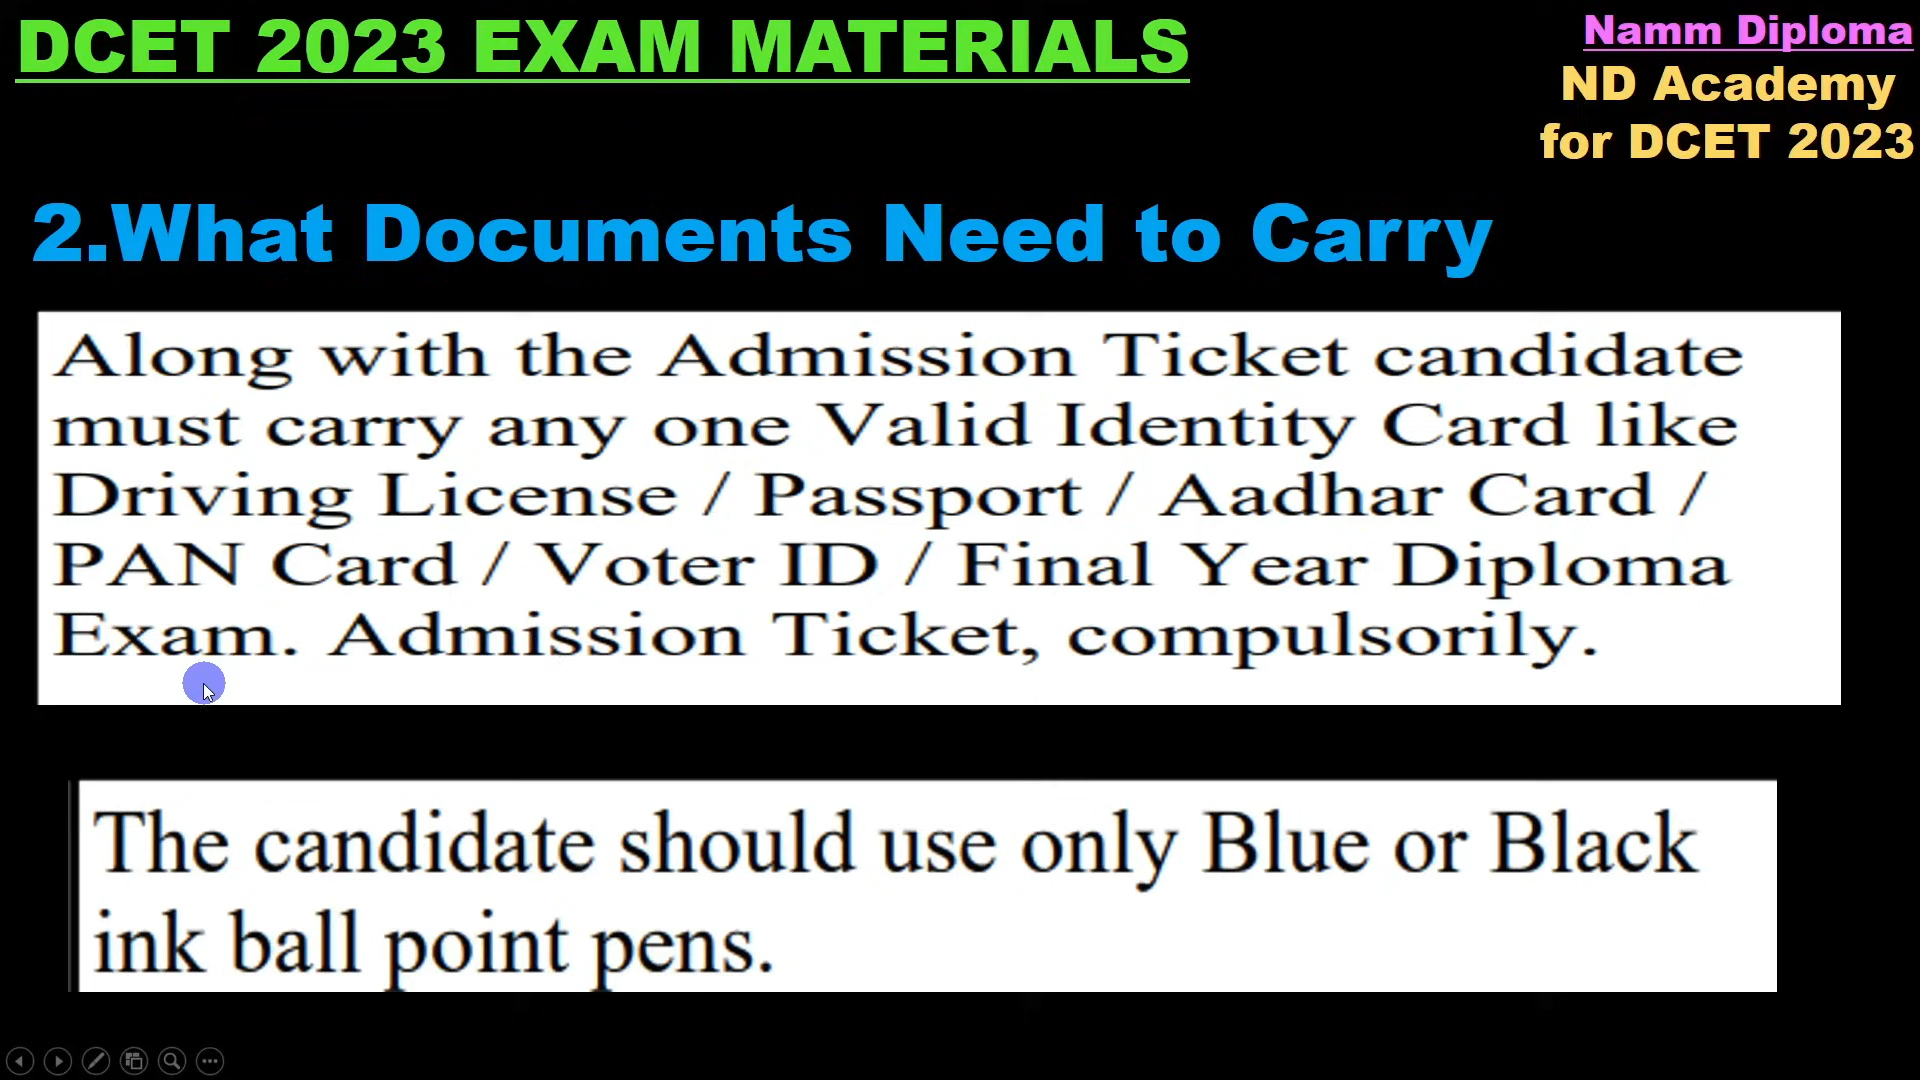 DCET 2023 EXAM MATERIALS
Namm Diploma
ND Academy
for DCET 2023
2.What Documents Need to Carry
Along with the Admission Ticket candidate
must carry any one Valid Identity Card like
Driving License / Passport / Aadhar Card /
PAN Card / Voter ID / Final Year Diploma
Exam. Admission Ticket, compulsorily.
The candidate should use only Blue or Black
ink ball point pens.